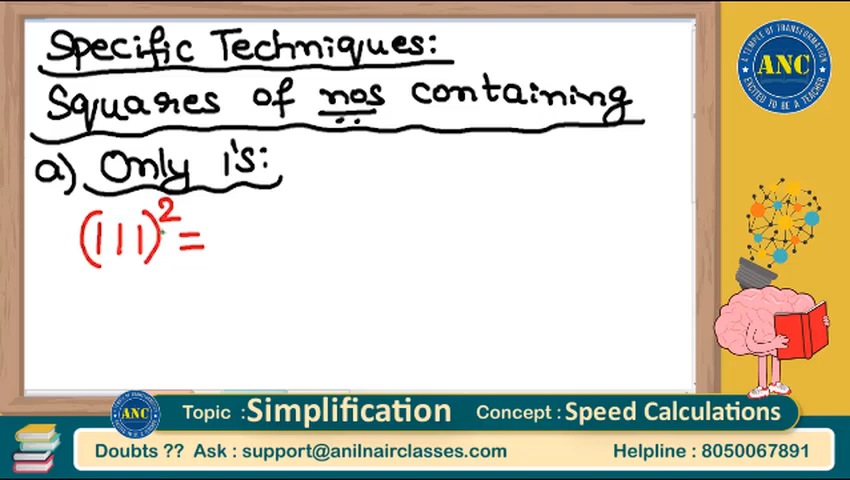 Specific Techniques:
Squares of nos containing
a) Only 1's:
(111)² =
A TEMPLE OF TRANSFORMATION
ANC
EXCITED TO BE A TEACHER
ANC
Topic : Simplification Concept : Speed Calculations
Doubts ?? Ask : support@anilnairclasses.com Helpline : 8050067891